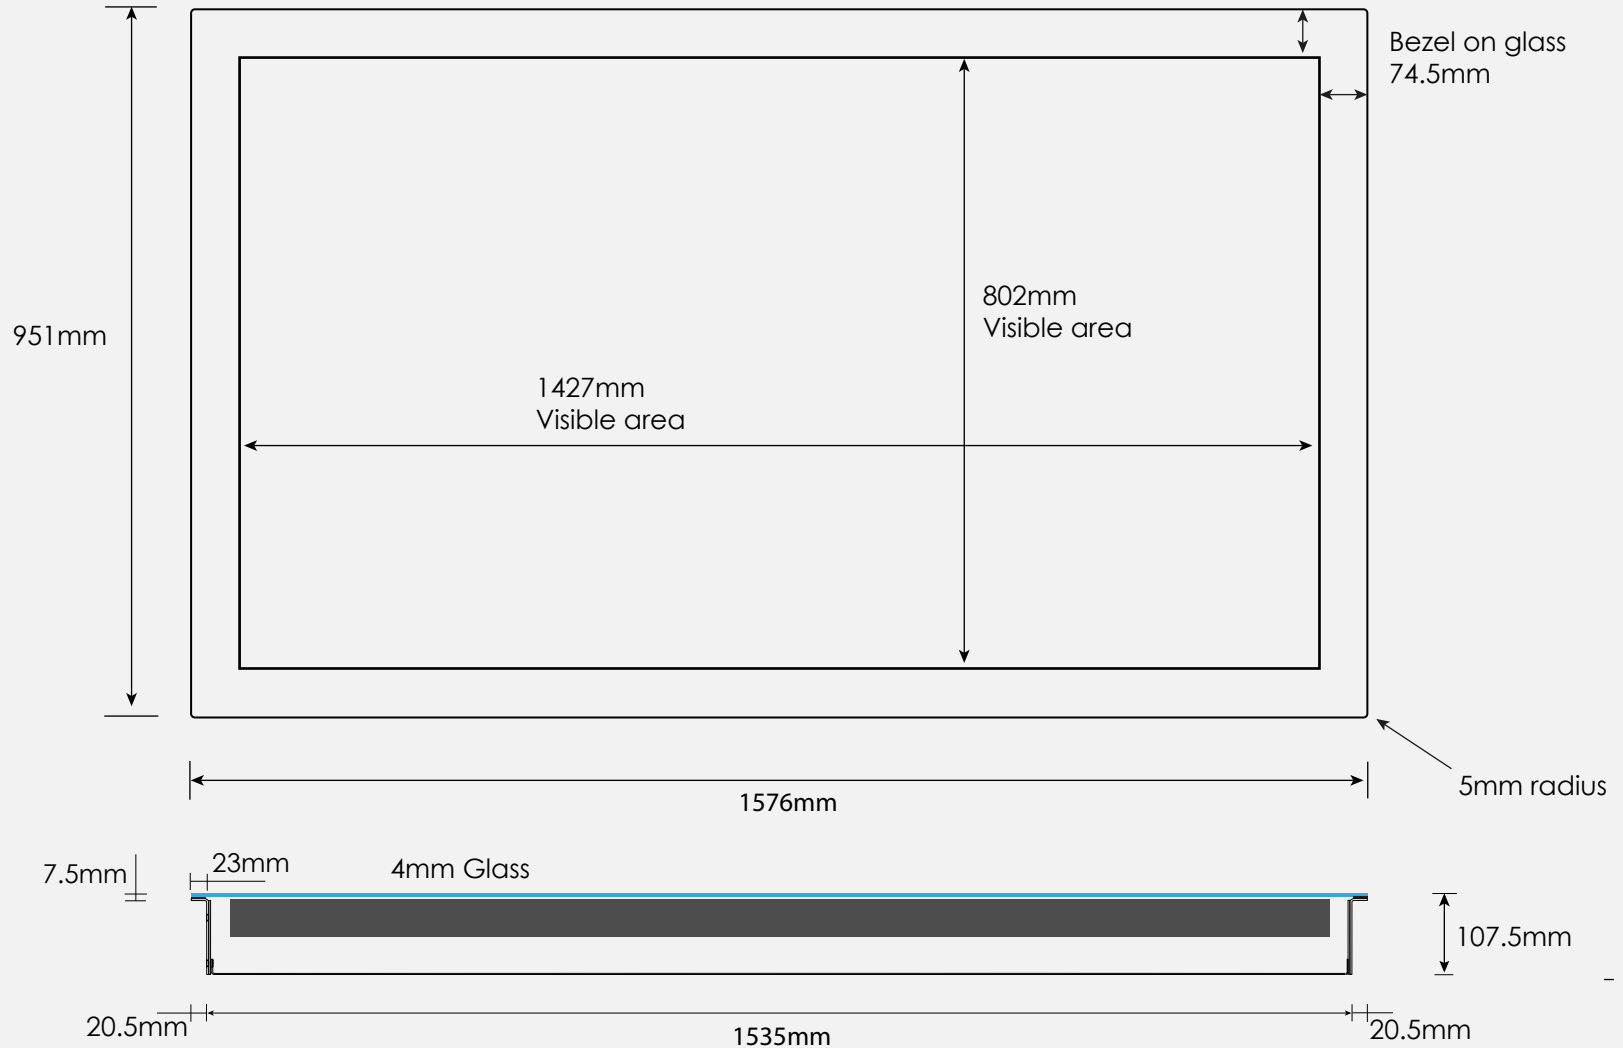 Bezel on glass
74.5mm
802mm
Visible area
951mm
1427mm
Visible area
1576mm
5mm radius
7.5mm
23mm
4mm Glass
107.5mm
20.5mm
1535mm
20.5mm